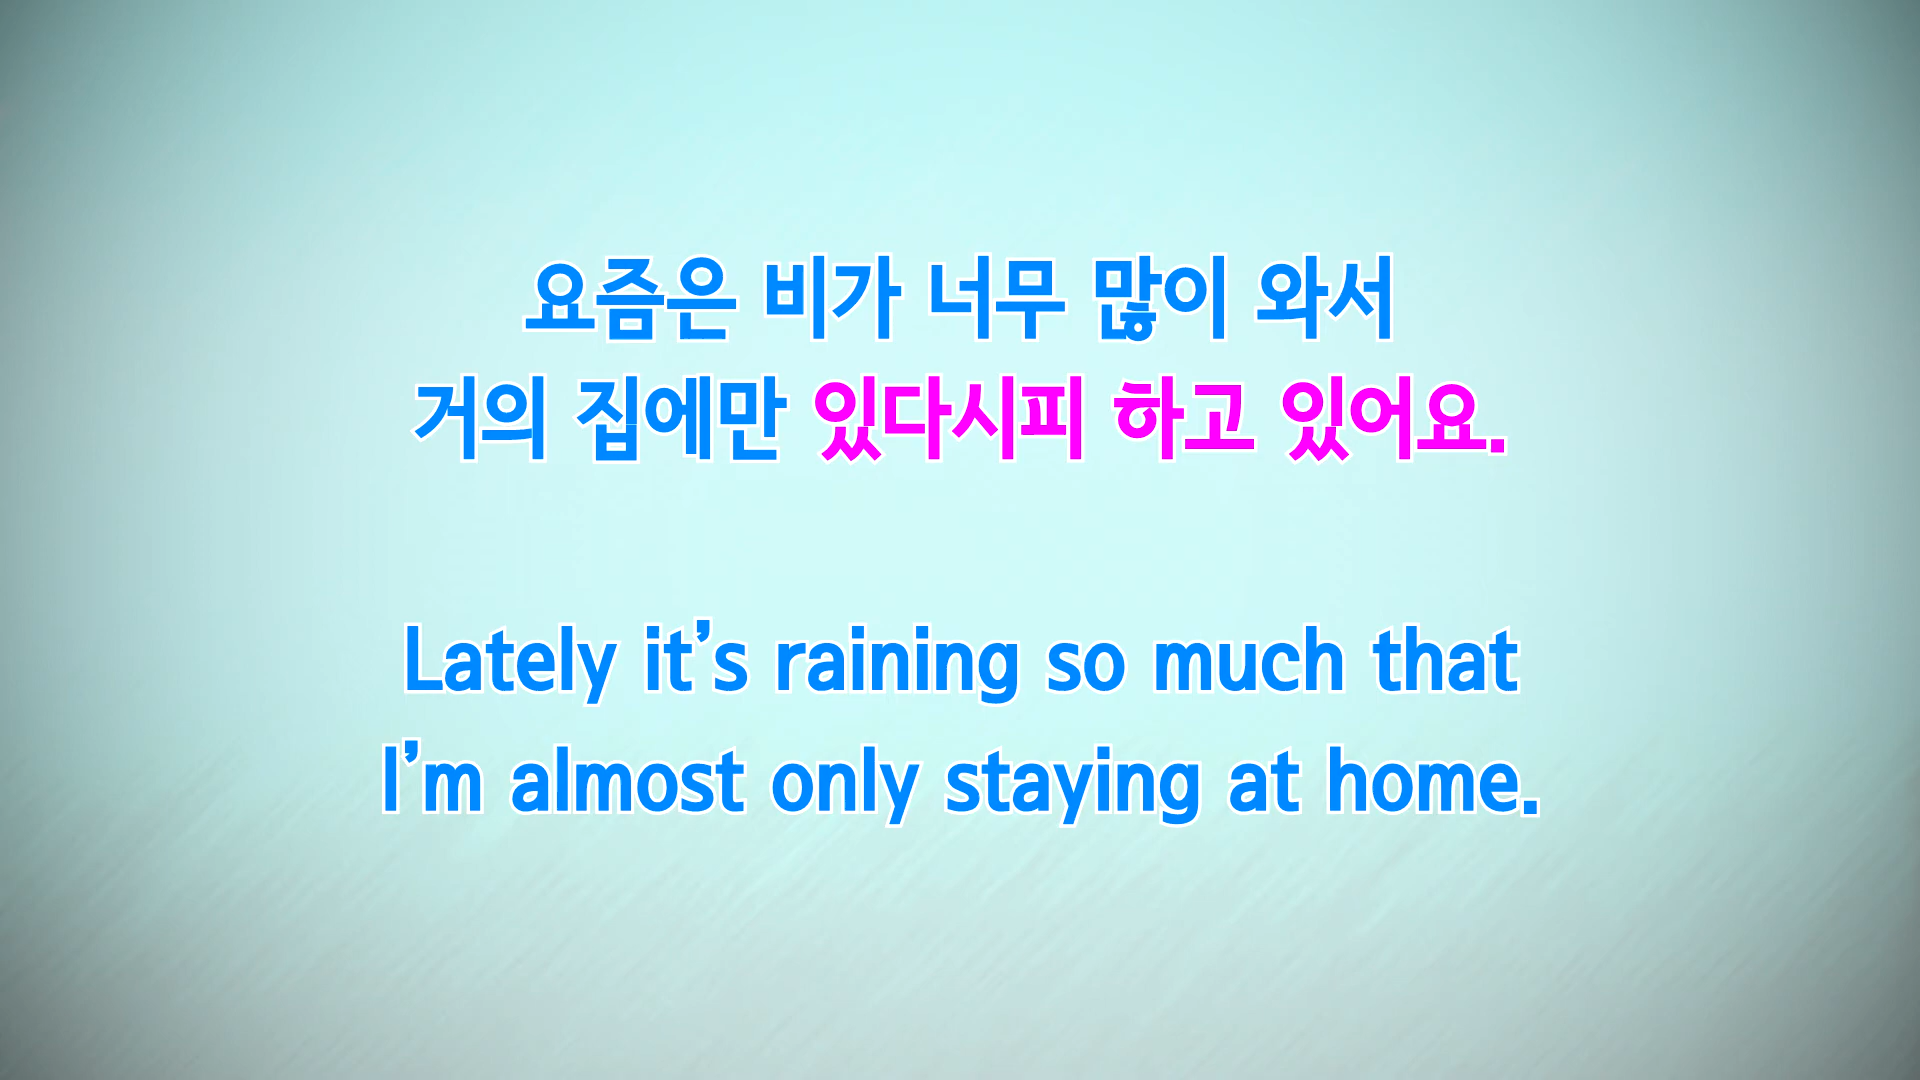 요즘은 비가 너무 많이 와서
거의 집에만 있다시피 하고 있어요.
Lately it’s raining so much that
I’m almost only staying at home.